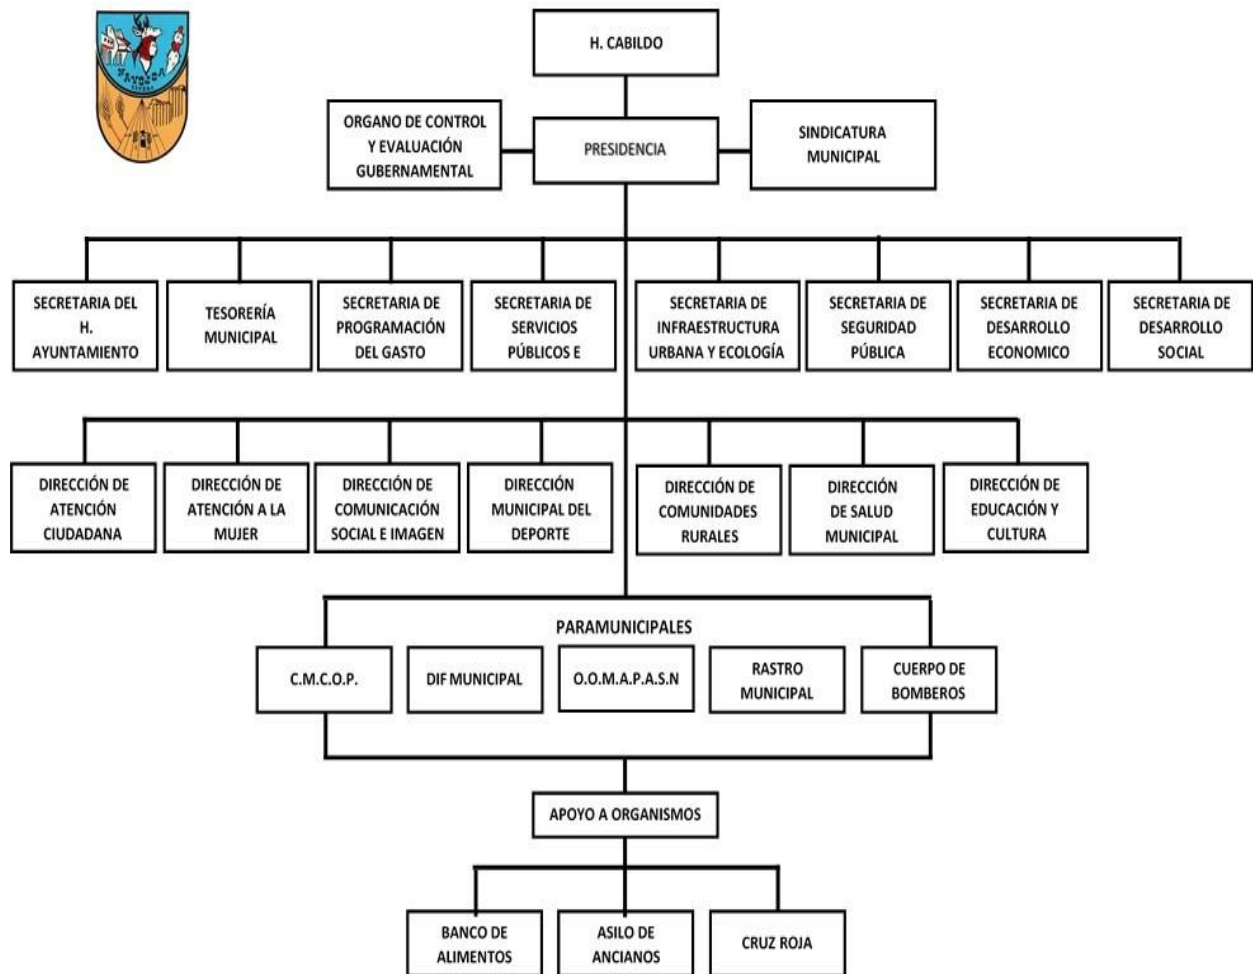 NAVOJOA
SONORA
H. CABILDO
ORGANO DE CONTROL
Y EVALUACIÓN
GUBERNAMENTAL
PRESIDENCIA
SINDICATURA
MUNICIPAL
SECRETARIA DEL
H.
AYUNTAMIENTO
TESORERÍA
MUNICIPAL
SECRETARIA DE
PROGRAMACIÓN
DEL GASTO
SECRETARIA DE
SERVICIOS
PÚBLICOS E
SECRETARIA DE
INFRAESTRUCTURA
URBANA Y ECOLOGÍA
SECRETARIA DE
SEGURIDAD
PÚBLICA
SECRETARIA DE
DESARROLLO
ECONOMICO
SECRETARIA DE
DESARROLLO
SOCIAL
DIRECCIÓN DE
ATENCIÓN
CIUDADANA
DIRECCIÓN DE
ATENCIÓN A LA
MUJER
DIRECCIÓN DE
COMUNICACIÓN
SOCIAL E IMAGEN
DIRECCIÓN
MUNICIPAL DEL
DEPORTE
DIRECCIÓN DE
COMUNIDADES
RURALES
DIRECCIÓN
DE SALUD
MUNICIPAL
DIRECCIÓN DE
EDUCACIÓN Y
CULTURA
PARAMUNICIPALES
C.M.C.O.P.
DIF MUNICIPAL
O.O.M.A.P.A.S.N
RASTRO
MUNICIPAL
CUERPO DE
BOMBEROS
APOYO A ORGANISMOS
BANCO DE
ALIMENTOS
ASILO DE
ANCIANOS
CRUZ ROJA